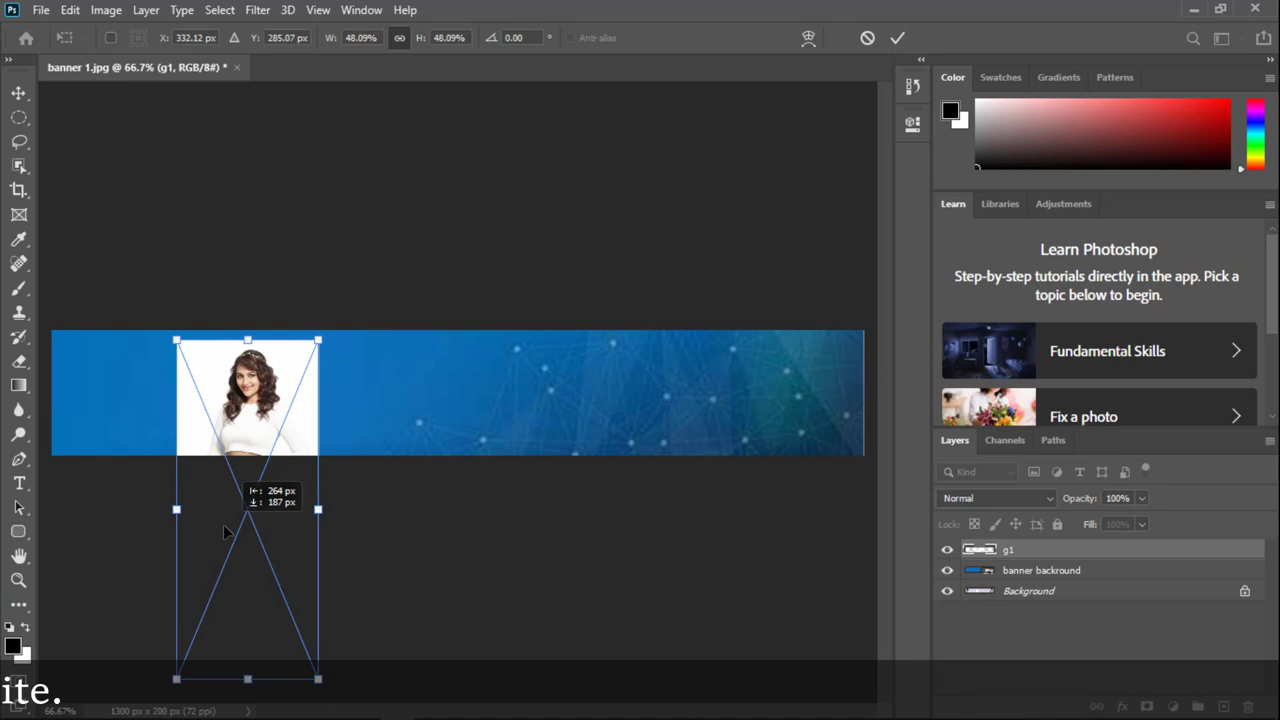 Ps File Edit Image Layer Type Select Filter 3D View Window Help
X: 332.12 px Y: 285.07 px W: 48.09% H: 48.09% 0.00 ° Anti-alias
banner 1.jpg @ 66.7% (g1, RGB/8#) * ×
Color Swatches Gradients Patterns
Learn Libraries Adjustments
Learn Photoshop
Step-by-step tutorials directly in the app. Pick a
topic below to begin.
Fundamental Skills
Fix a photo
Layers Channels Paths
Kind
Normal Opacity: 100%
Lock: Fill: 100%
g1
banner backround
Background
264 px
187 px
ite.
66.67% 1300 px x 200 px (72 ppi)